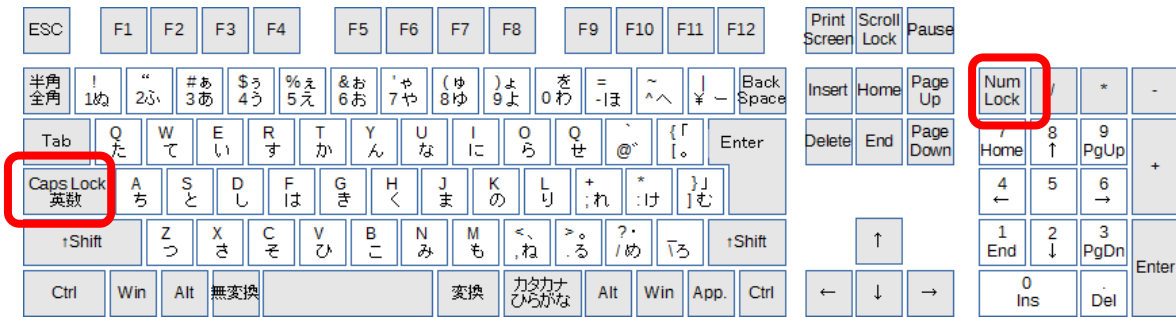 ESC F1 F2 F3 F4 F5 F6 F7 F8 F9 F10 F11 F12 Print Scroll Pause
Screen Lock
半角 ! “ #ぁ $ぅ %ぇ &ぉ 'ゃ (ゅ )ょ を = ~ | Back Insert Home Page Num / * -
全角 1ぬ 2ふ 3あ 4う 5え 6お 7や 8ゆ 9よ 0わ -ほ ^へ ¥ー Space Up Lock
Tab Q W E R T Y U I O Q ` {「 Enter Delete End Page 7 8 9 +
た て い す か ん な に ら せ @゛ [。 Down Home ↑ PgUp
Caps Lock A S D F G H J K L + * }」 4 5 6
英数 ち と し は き く ま の り ;れ :け ]む ← →
↑Shift Z X C V B N M <、 >。 ?・ _ ↑Shift ↑ 1 2 3 Enter
つ さ そ ひ こ み も ,ね .る /め \ろ End ↓ PgDn
Ctrl Win Alt 無変換 変換 カタカナ Alt Win App. Ctrl ← ↓ → 0 .
ひらがな Ins Del